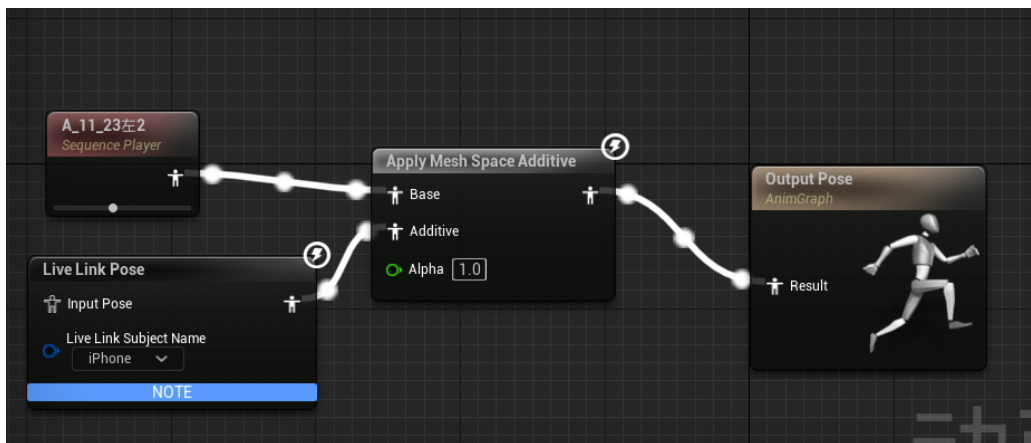 A_11_23左2
Sequence Player
Apply Mesh Space Additive
Base
Additive
Alpha 1.0
Output Pose
AnimGraph
Result
Live Link Pose
Input Pose
Live Link Subject Name
iPhone
NOTE